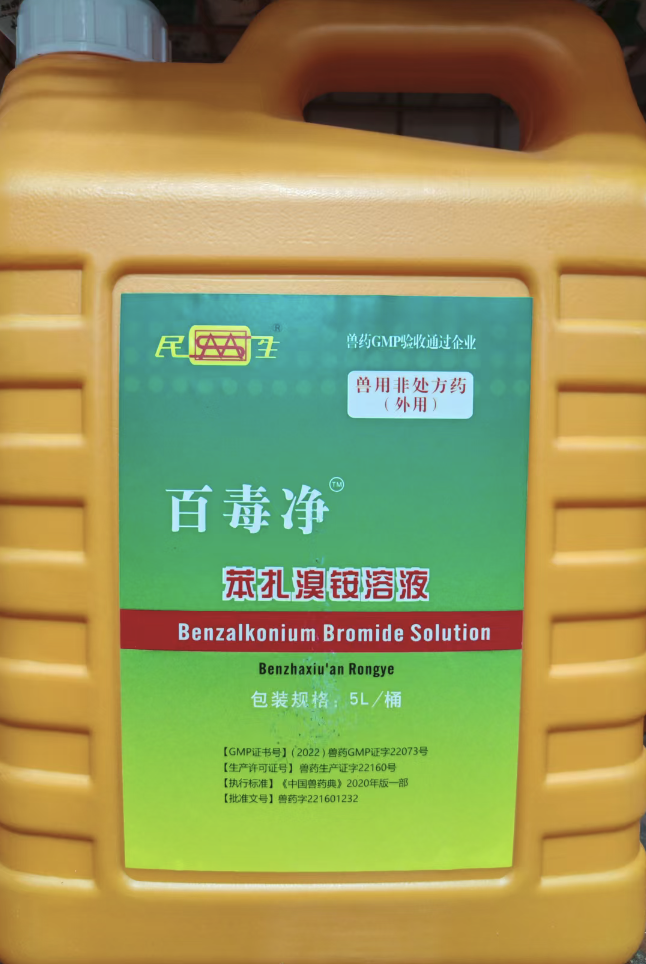 民生®
兽药GMP验收通过企业
兽用非处方药
(外用)
百毒净™
苯扎溴铵溶液
Benzalkonium Bromide Solution
Benzhaxiu'an Rongye
包装规格：5L/桶
【GMP证书号】(2022)兽药GMP证字22073号
【生产许可证号】兽药生产证字22160号
【执行标准】《中国兽药典》2020年版一部
【批准文号】兽药字221601232